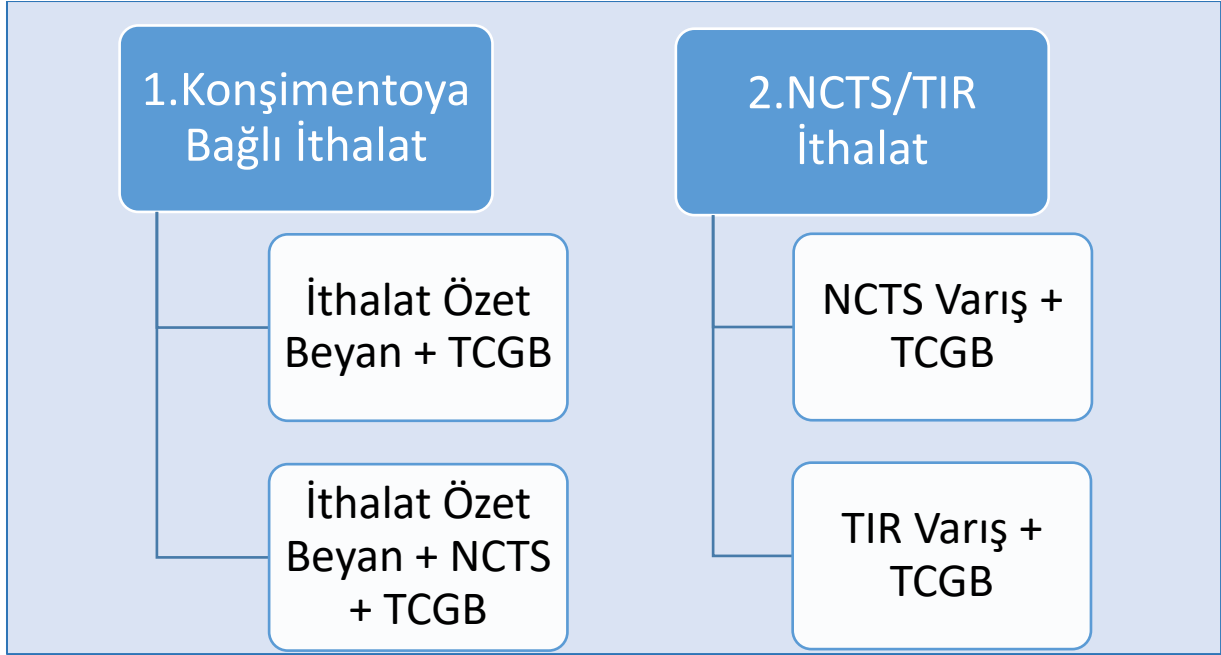 1.Konşimentoya
Bağlı İthalat
İthalat Özet
Beyan + TCGB
İthalat Özet
Beyan + NCTS
+ TCGB
2.NCTS/TIR
İthalat
NCTS Varış +
TCGB
TIR Varış +
TCGB